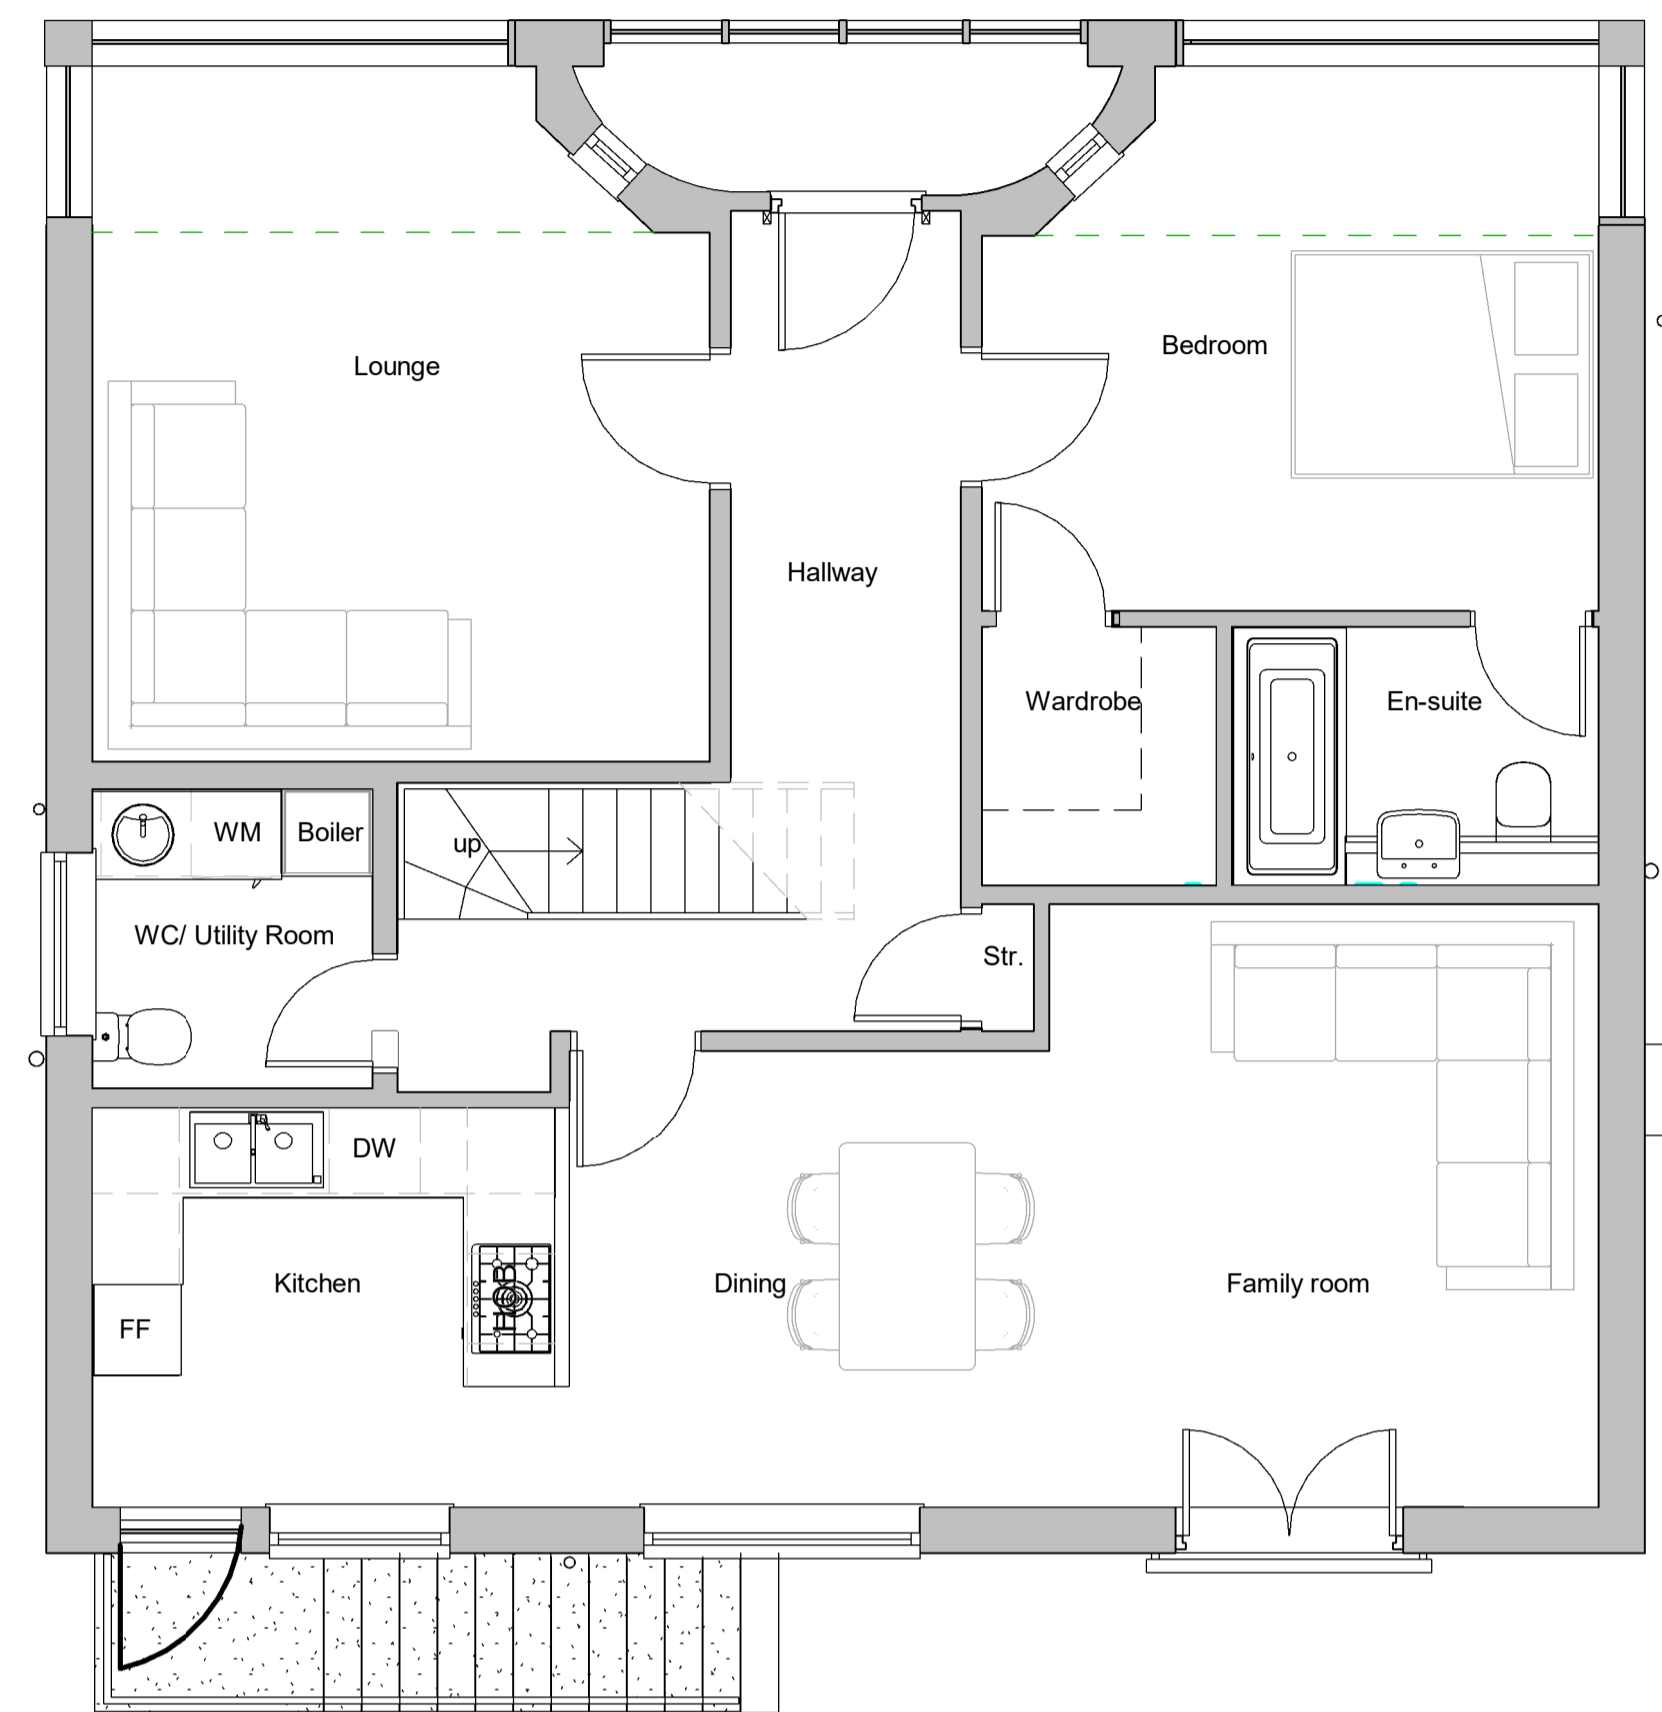 Lounge
Bedroom
Hallway
Wardrobe
En-suite
WM
Boiler
up
WC/ Utility Room
Str.
DW
Kitchen
HOB
Dining
Family room
FF